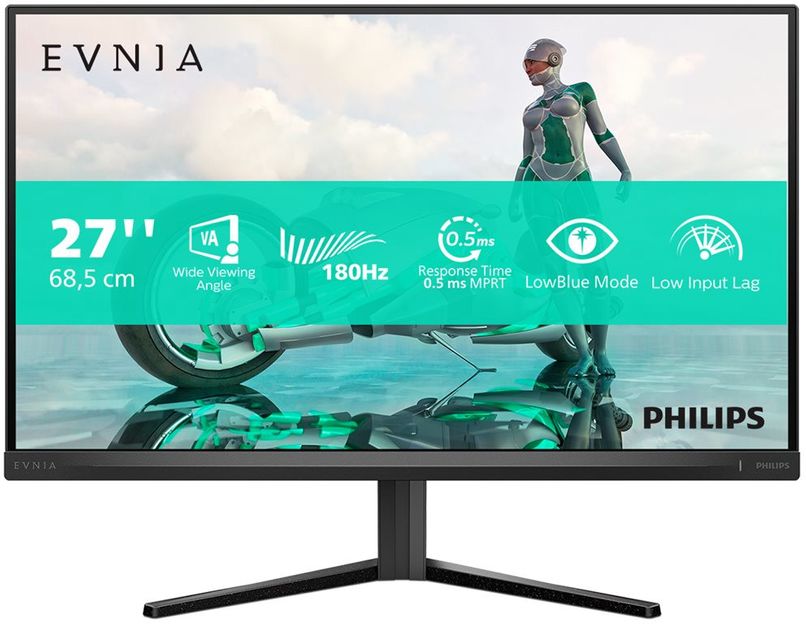 EVNIA
27''
68,5 cm
VA
Wide Viewing
Angle
180Hz
0.5ms
Response Time
0.5 ms MPRT
LowBlue Mode
Low Input Lag
PHILIPS
EVNIA
PHILIPS